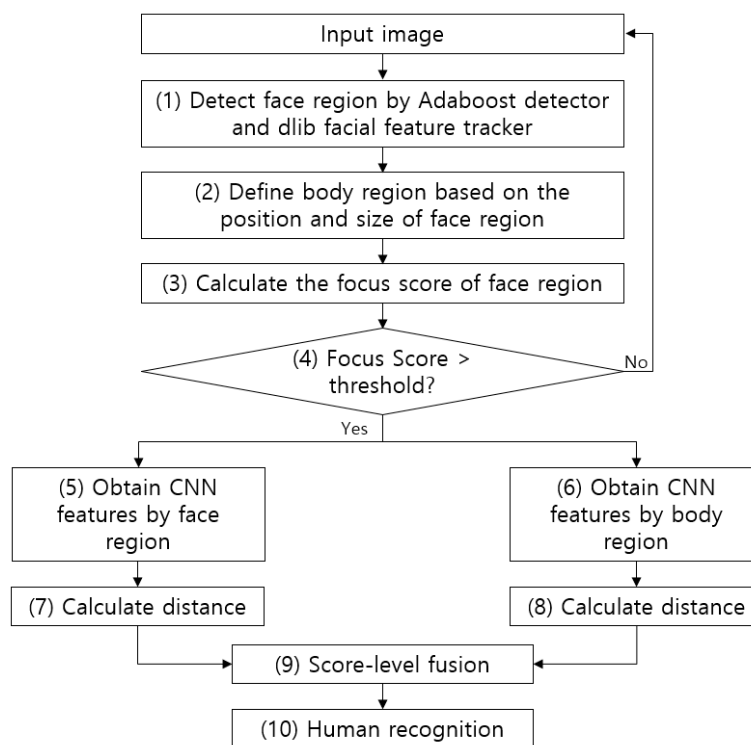 Input image
(1) Detect face region by Adaboost detector
and dlib facial feature tracker
(2) Define body region based on the
position and size of face region
(3) Calculate the focus score of face region
(4) Focus Score >
threshold?
No
Yes
(5) Obtain CNN
features by face
region
(6) Obtain CNN
features by body
region
(7) Calculate distance
(8) Calculate distance
(9) Score-level fusion
(10) Human recognition